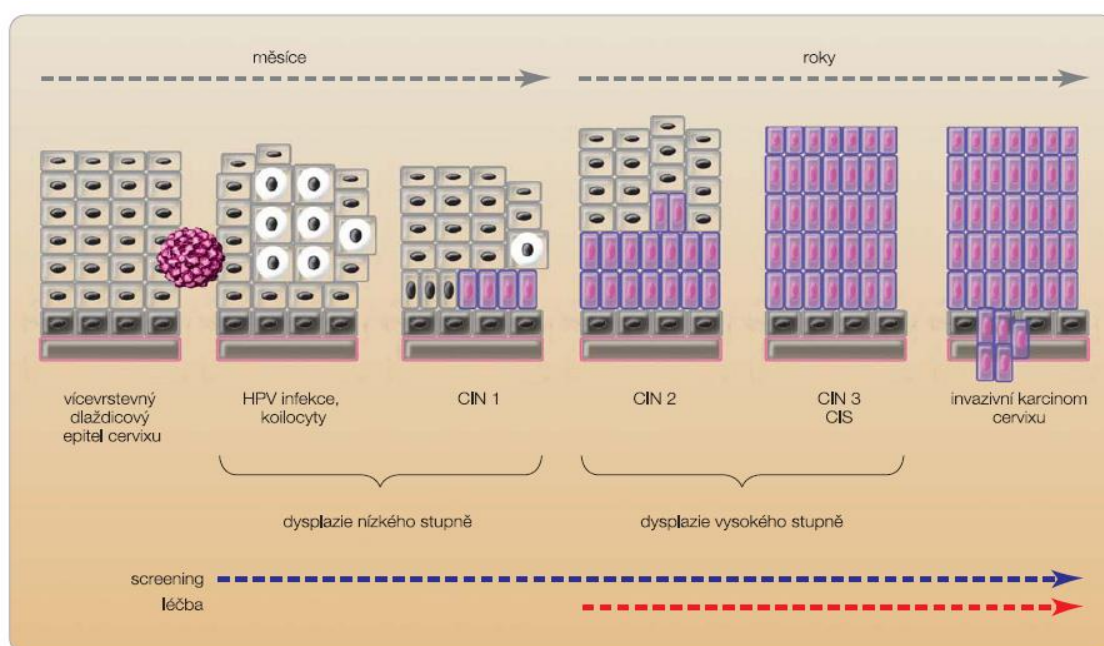 měsíce
roky
vícevrstevný
dlaždicový
epitel cervixu
HPV infekce,
koilocyty
CIN 1
CIN 2
CIN 3
CIS
invazivní karcinom
cervixu
dysplazie nízkého stupně
dysplazie vysokého stupně
screening
léčba